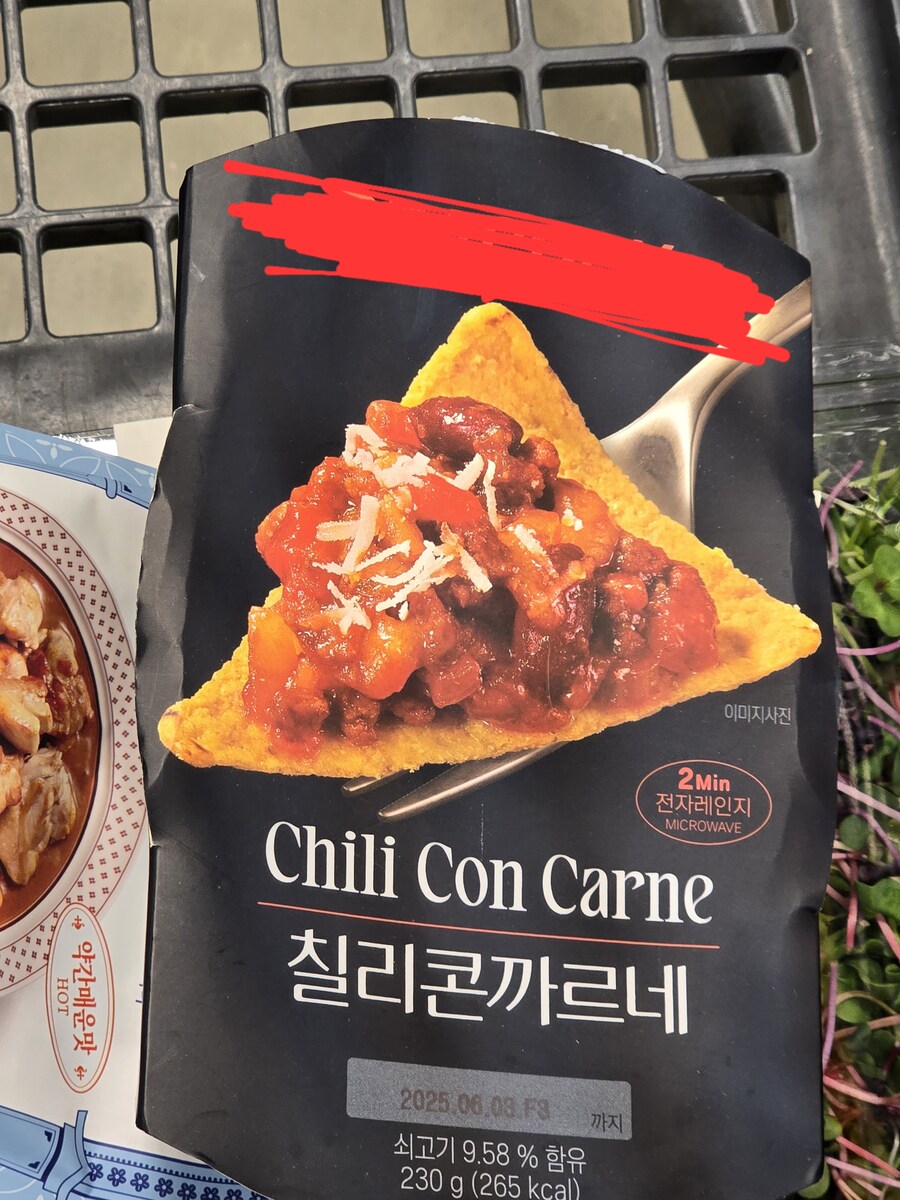 이미지사진
2Min
전자레인지
MICROWAVE
Chili Con Carne
칠리콘까르네
2025.06.03.F3 까지
쇠고기 9.58 % 함유
230 g (265 kcal)
약간매운맛
HOT